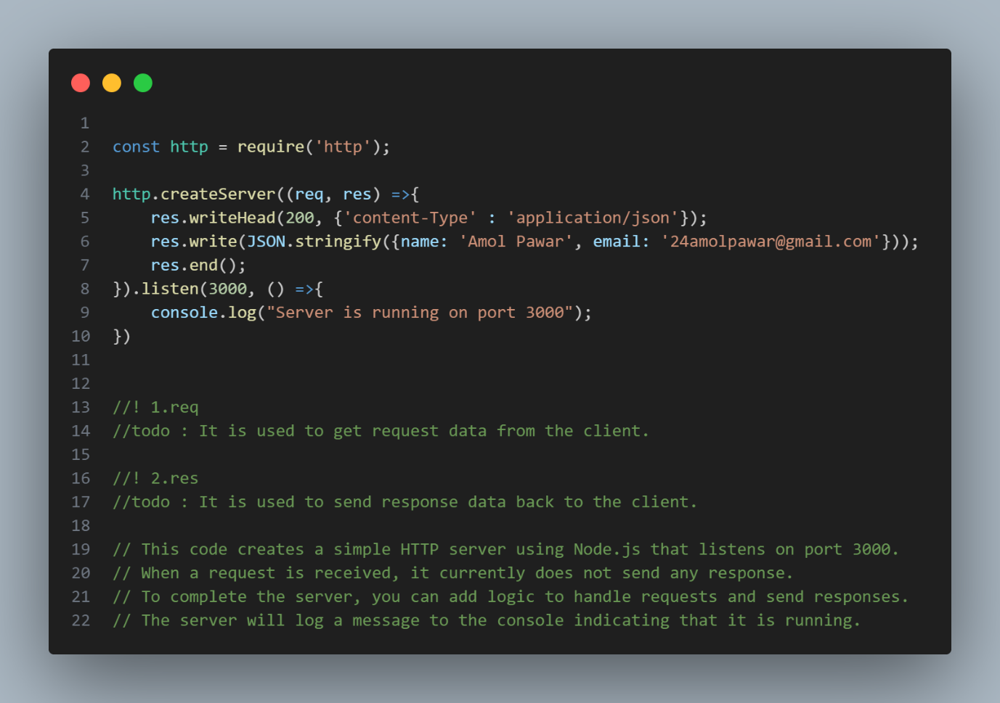 1
2 const http = require('http');
3
4 http.createServer((req, res) =>{
5     res.writeHead(200, {'content-Type' : 'application/json'});
6     res.write(JSON.stringify({name: 'Amol Pawar', email: '24amolpawar@gmail.com'}));
7     res.end();
8 }).listen(3000, () =>{
9     console.log("Server is running on port 3000");
10 })
11
12
13 //! 1.req
14 //todo : It is used to get request data from the client.
15
16 //! 2.res
17 //todo : It is used to send response data back to the client.
18
19 // This code creates a simple HTTP server using Node.js that listens on port 3000.
20 // When a request is received, it currently does not send any response.
21 // To complete the server, you can add logic to handle requests and send responses.
22 // The server will log a message to the console indicating that it is running.